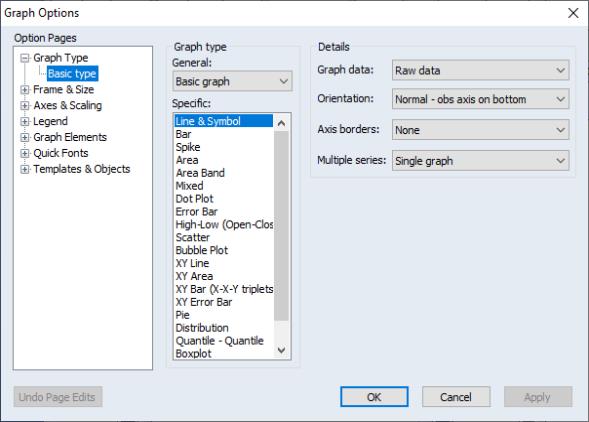 Graph Options
Option Pages
Graph Type
Basic type
Frame & Size
Axes & Scaling
Legend
Graph Elements
Quick Fonts
Templates & Objects
Graph type
General:
Basic graph
Specific:
Line & Symbol
Bar
Spike
Area
Area Band
Mixed
Dot Plot
Error Bar
High-Low (Open-Clos
Scatter
Bubble Plot
XY Line
XY Area
XY Bar (X-X-Y triplets
XY Error Bar
Pie
Distribution
Quantile - Quantile
Boxplot
Details
Graph data: Raw data
Orientation: Normal - obs axis on bottom
Axis borders: None
Multiple series: Single graph
Undo Page Edits
OK
Cancel
Apply